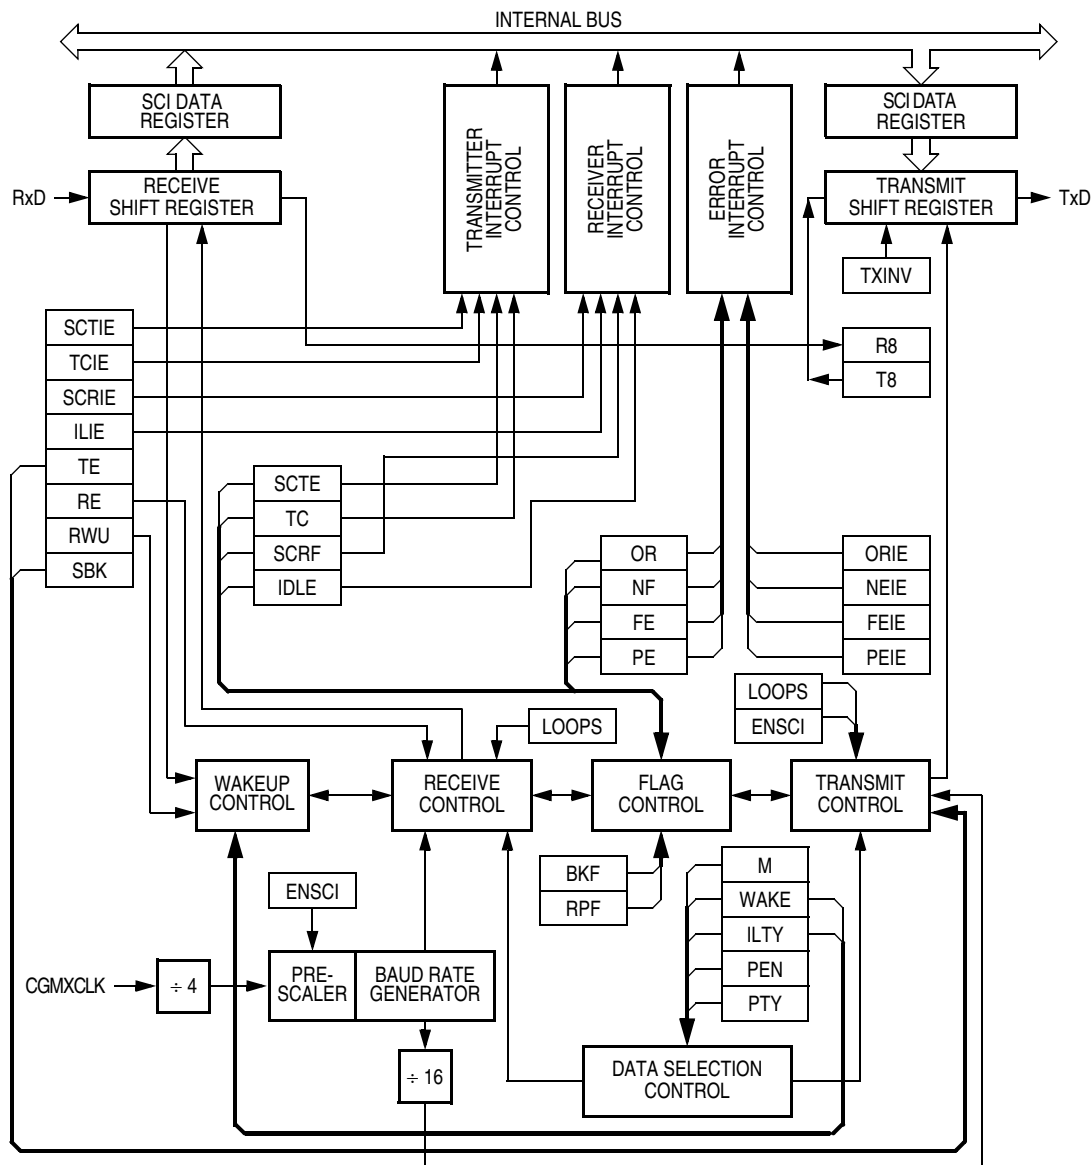 INTERNAL BUS
SCI DATA
REGISTER
SCI DATA
REGISTER
TRANSMITTER
INTERRUPT
CONTROL
RECEIVER
INTERRUPT
CONTROL
ERROR
INTERRUPT
CONTROL
RxD
RECEIVE
SHIFT REGISTER
TRANSMIT
SHIFT REGISTER
TxD
TXINV
SCTIE
TCIE
SCRIE
ILIE
TE
RE
RWU
SBK
R8
T8
SCTE
TC
SCRF
IDLE
OR
NF
FE
PE
ORIE
NEIE
FEIE
PEIE
LOOPS
ENSCI
LOOPS
WAKEUP
CONTROL
RECEIVE
CONTROL
FLAG
CONTROL
TRANSMIT
CONTROL
BKF
RPF
M
WAKE
ILTY
PEN
PTY
ENSCI
CGMXCLK
÷ 4
PRE-
SCALER
BAUD RATE
GENERATOR
÷ 16
DATA SELECTION
CONTROL